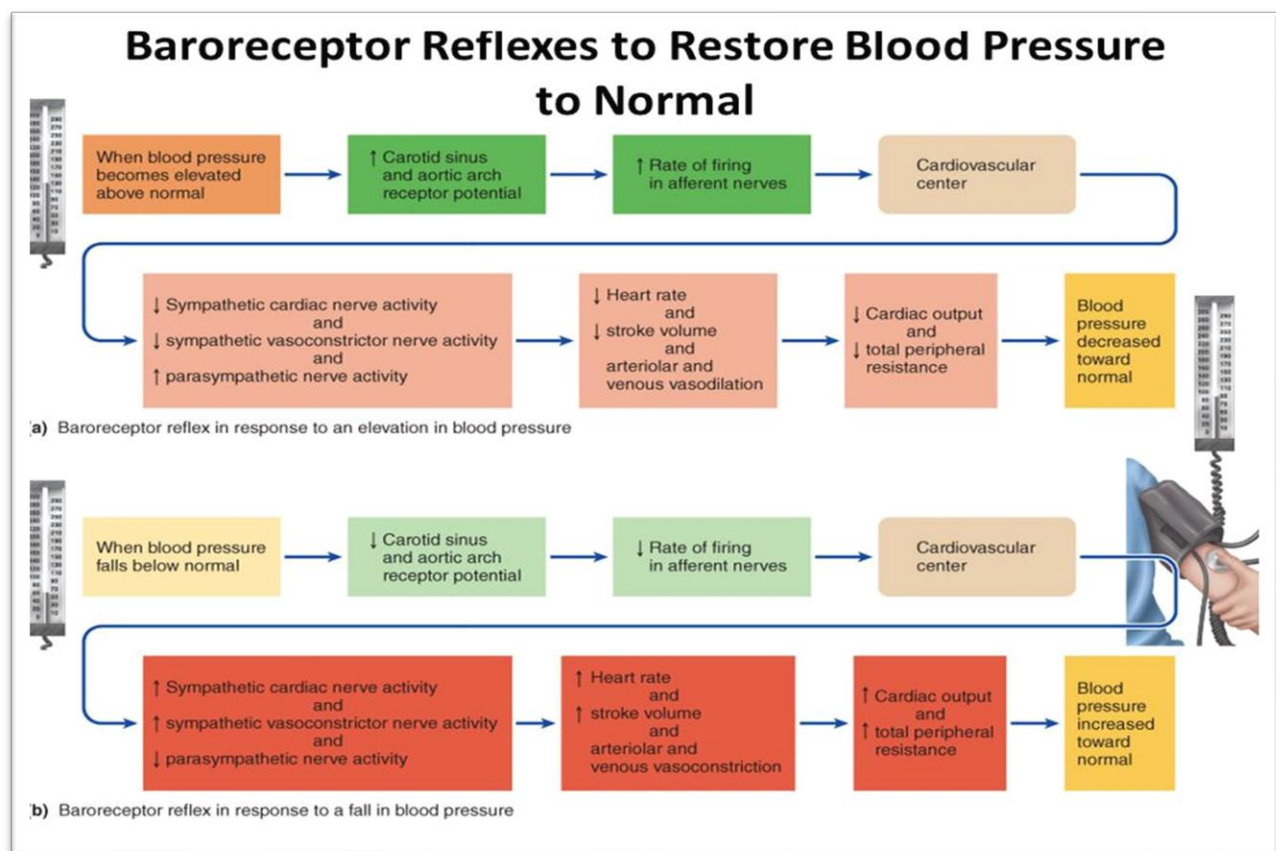 Baroreceptor Reflexes to Restore Blood Pressure
to Normal
When blood pressure
becomes elevated
above normal
↑ Carotid sinus
and aortic arch
receptor potential
↑ Rate of firing
in afferent nerves
Cardiovascular
center
↓ Sympathetic cardiac nerve activity
and
↓ sympathetic vasoconstrictor nerve activity
and
↑ parasympathetic nerve activity
↓ Heart rate
and
↓ stroke volume
and
arteriolar and
venous vasodilation
↓ Cardiac output
and
↓ total peripheral
resistance
Blood
pressure
decreased
toward
normal
(a) Baroreceptor reflex in response to an elevation in blood pressure
When blood pressure
falls below normal
↓ Carotid sinus
and aortic arch
receptor potential
↓ Rate of firing
in afferent nerves
Cardiovascular
center
↑ Sympathetic cardiac nerve activity
and
↑ sympathetic vasoconstrictor nerve activity
and
↓ parasympathetic nerve activity
↑ Heart rate
and
↑ stroke volume
and
arteriolar and
venous vasoconstriction
↑ Cardiac output
and
↑ total peripheral
resistance
Blood
pressure
increased
toward
normal
(b) Baroreceptor reflex in response to a fall in blood pressure